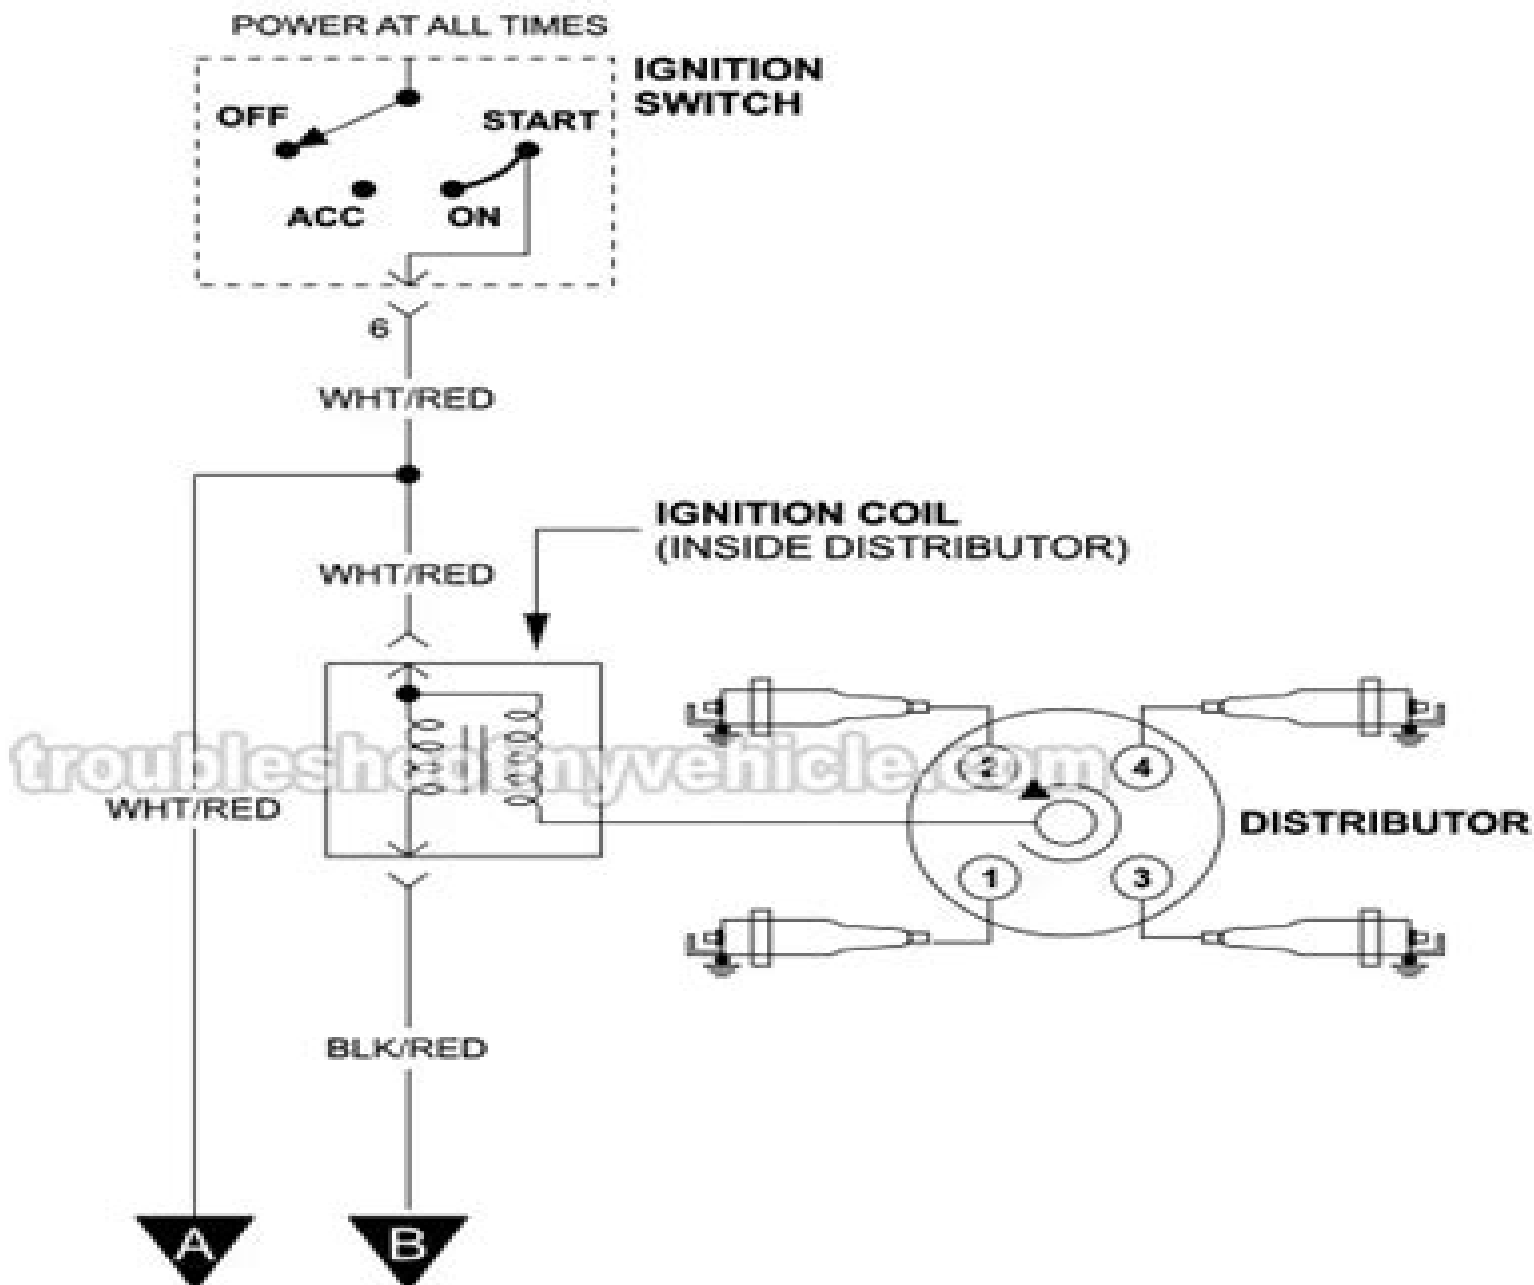 POWER AT ALL TIMES
IGNITION
SWITCH
OFF
START
ACC
ON
6
WHT/RED
IGNITION COIL
(INSIDE DISTRIBUTOR)
WHT/RED
troubleshootmyvehicle.com
2
4
WHT/RED
DISTRIBUTOR
1
3
BLK/RED
A
B